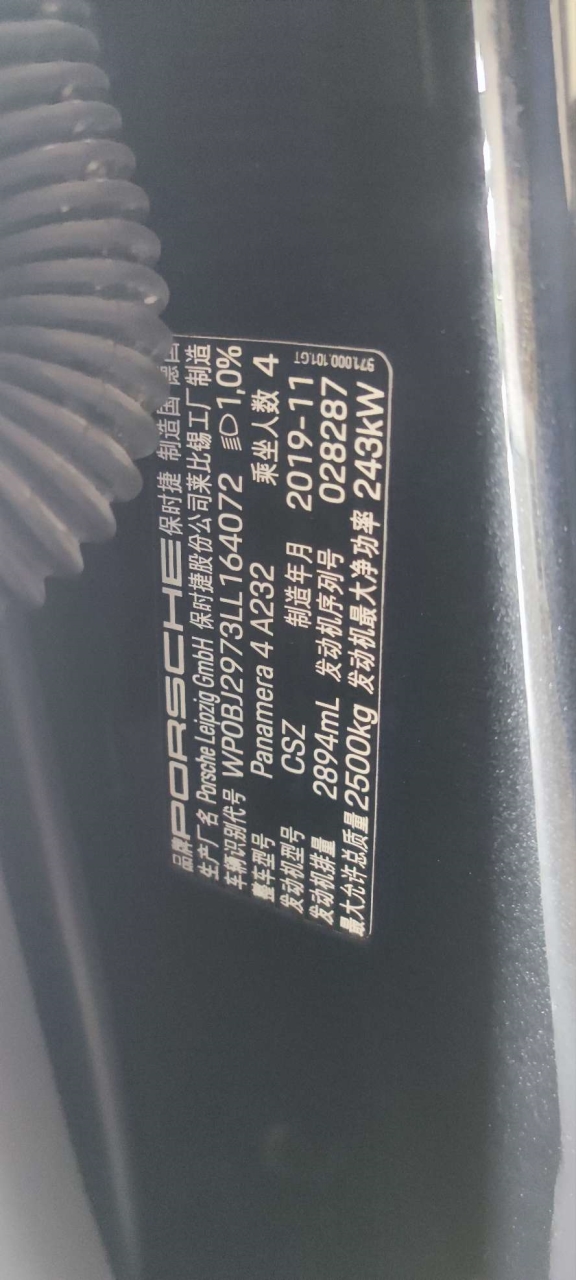 品牌 PORSCHE 保时捷 制造国 德国
生产厂名 Porsche Leipzig GmbH 保时捷股份公司莱比锡工厂制造
车辆识别代号 WP0BJ2973LL164072 1,0%
整车型号 Panamera 4 A232 乘坐人数 4
发动机型号 CSZ 制造年月 2019-11
发动机排量 2894mL 发动机序列号 028287
最大允许总质量 2500kg 发动机最大净功率 243kW
971.000.101.GT